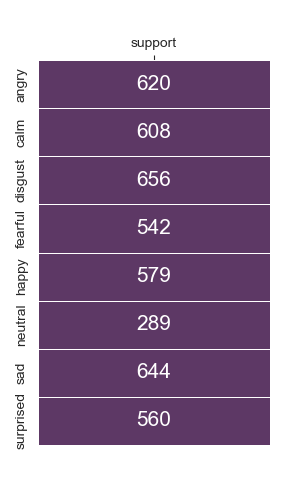 support
angry 620
calm 608
disgust 656
fearful 542
happy 579
neutral 289
sad 644
surprised 560